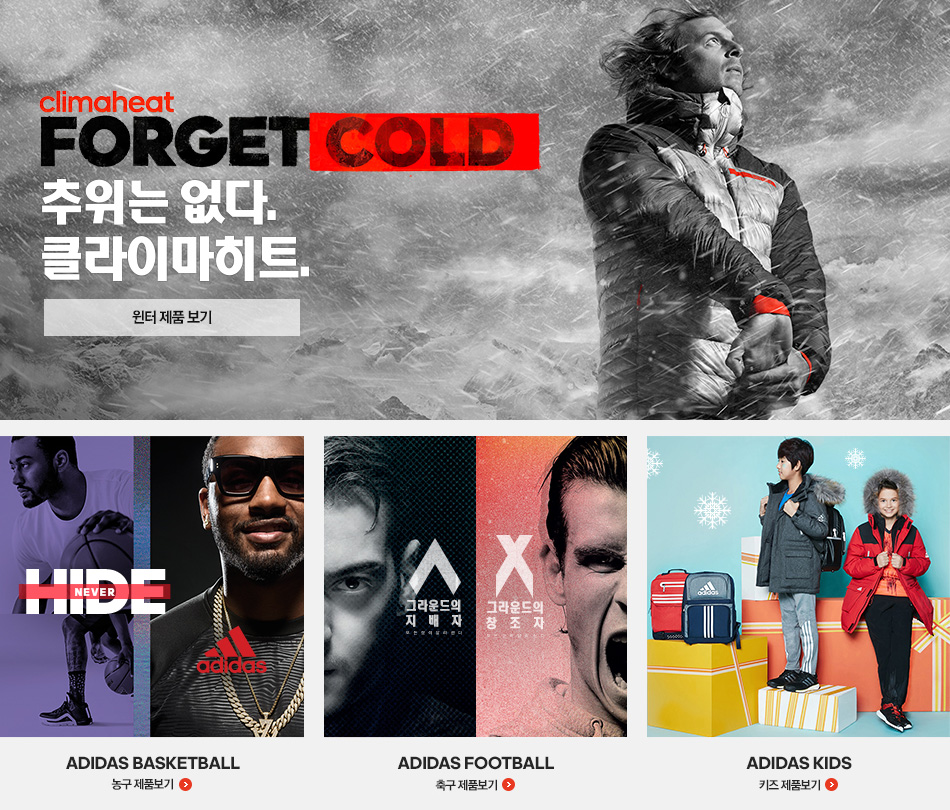 climaheat
FORGET COLD
추위는 없다.
클라이마히트.
윈터 제품 보기
HIDE
NEVER
adidas
그라운드의
지배자
그라운드의
창조자
adidas
ADIDAS BASKETBALL
농구 제품보기
ADIDAS FOOTBALL
축구 제품보기
ADIDAS KIDS
키즈 제품보기